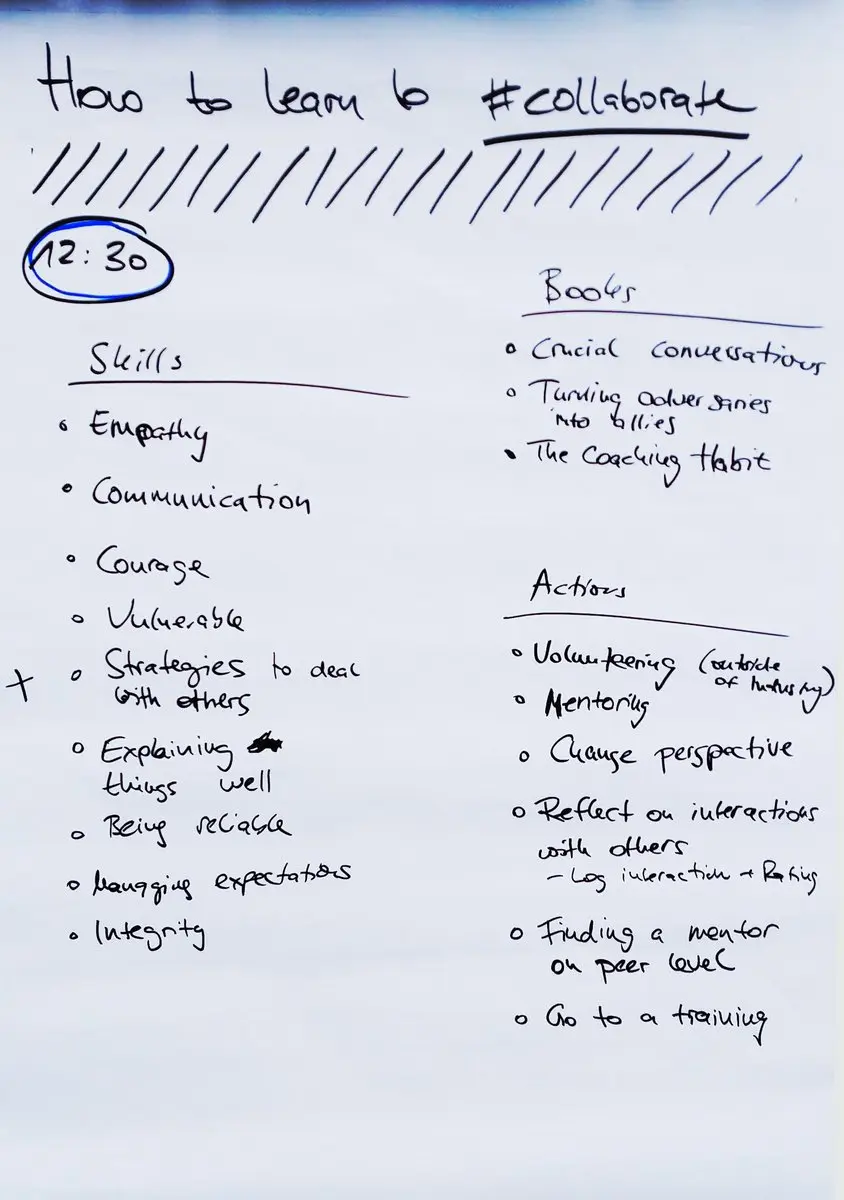 How to learn to #collaborate
12:30
Skills
• Empathy
• Communication
• Courage
• Vulnerable
+ • Strategies to deal
with others
• Explaining
things well
• Being reliable
• Managing expectations
• Integrity
Books
• Crucial conversations
• Turning adversaries
into allies
• The Coaching Habit
Actions
• Volunteering (outside
of industry)
• Mentoring
• Change perspective
• Reflect on interactions
with others
- Log interaction + Rating
• Finding a mentor
on peer level
• Go to a training